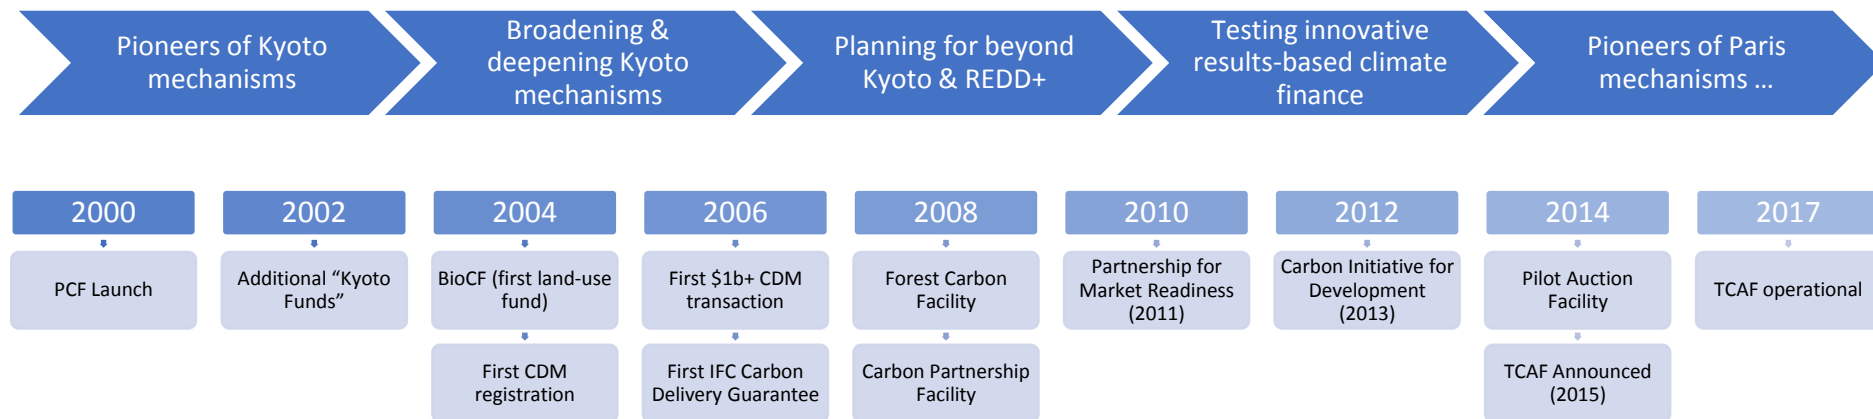 Pioneers of Kyoto
mechanisms
Broadening &
deepening Kyoto
mechanisms
Planning for beyond
Kyoto & REDD+
Testing innovative
results-based climate
finance
Pioneers of Paris
mechanisms ...
2000
2002
2004
2006
2008
2010
2012
2014
2017
PCF Launch
Additional “Kyoto
Funds”
BioCF (first land-use
fund)
First $1b+ CDM
transaction
Forest Carbon
Facility
Partnership for
Market Readiness
(2011)
Carbon Initiative for
Development
(2013)
Pilot Auction
Facility
TCAF operational
First CDM
registration
First IFC Carbon
Delivery Guarantee
Carbon Partnership
Facility
TCAF Announced
(2015)